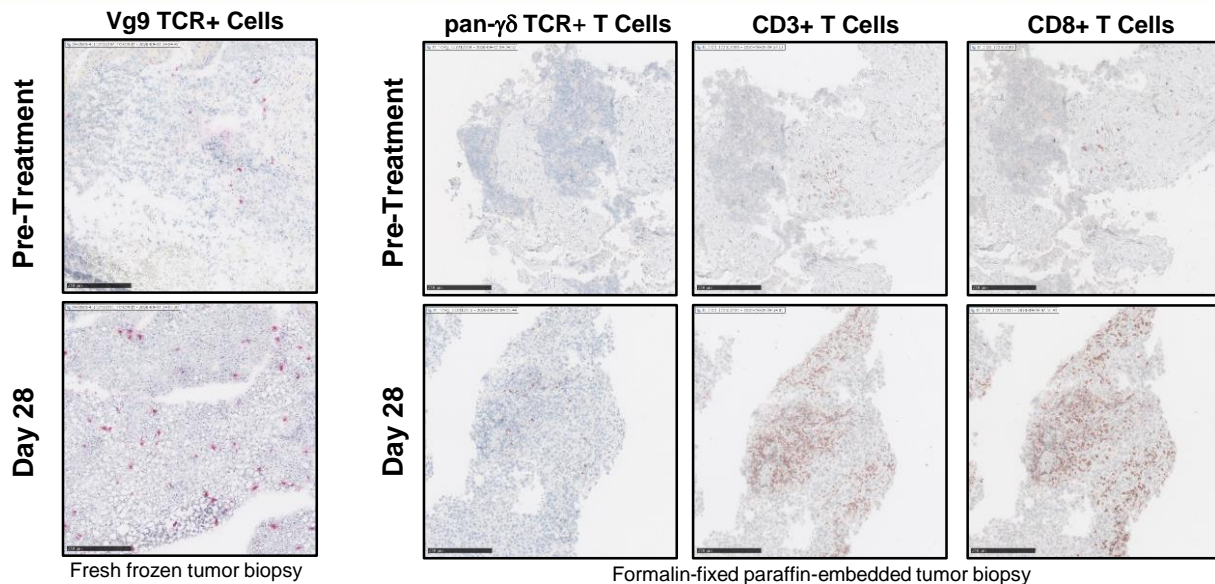 Vg9 TCR+ Cells
pan-γδ TCR+ T Cells
CD3+ T Cells
CD8+ T Cells
Pre-Treatment
Pre-Treatment
Day 28
Day 28
Fresh frozen tumor biopsy
Formalin-fixed paraffin-embedded tumor biopsy